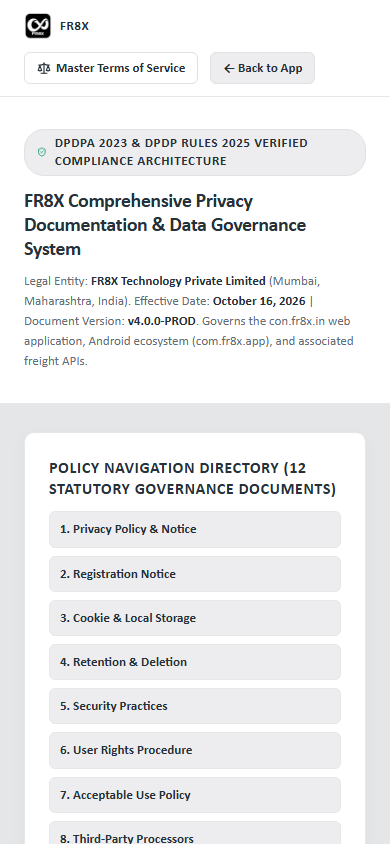 FR8X
FR8X
Master Terms of Service
← Back to App
DPDPA 2023 & DPDP RULES 2025 VERIFIED
COMPLIANCE ARCHITECTURE
FR8X Comprehensive Privacy
Documentation & Data Governance
System
Legal Entity: FR8X Technology Private Limited (Mumbai,
Maharashtra, India). Effective Date: October 16, 2026 |
Document Version: v4.0.0-PROD. Governs the con.fr8x.in web
application, Android ecosystem (com.fr8x.app), and associated
freight APIs.
POLICY NAVIGATION DIRECTORY (12
STATUTORY GOVERNANCE DOCUMENTS)
1. Privacy Policy & Notice
2. Registration Notice
3. Cookie & Local Storage
4. Retention & Deletion
5. Security Practices
6. User Rights Procedure
7. Acceptable Use Policy
8. Third-Party Processors